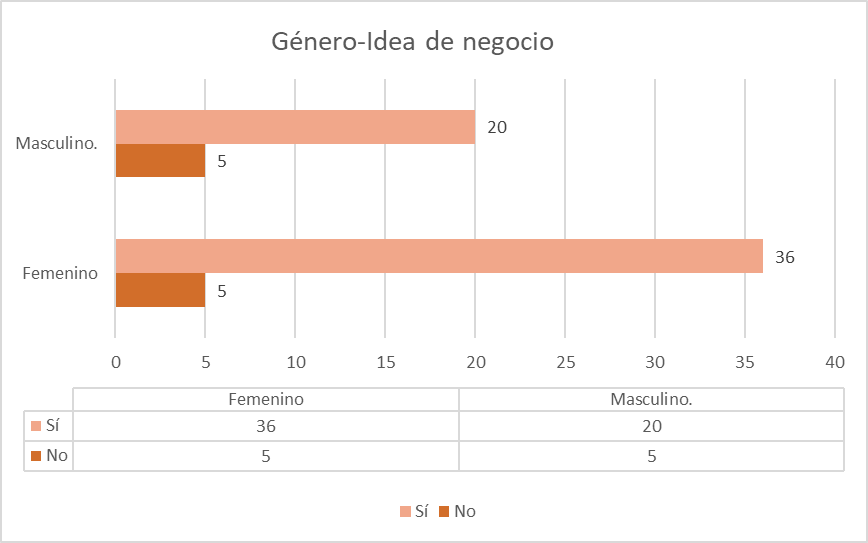 Género-Idea de negocio
Masculino.
20
5
Femenino
36
5
0 5 10 15 20 25 30 35 40
Femenino Masculino.
Sí 36 20
No 5 5
Sí No